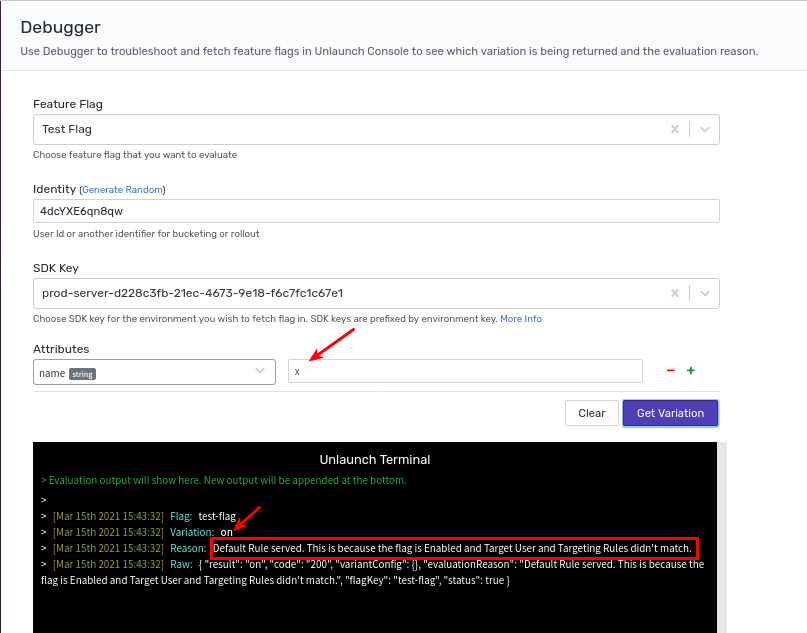 Debugger
Use Debugger to troubleshoot and fetch feature flags in Unlaunch Console to see which variation is being returned and the evaluation reason.
Feature Flag
Test Flag
Choose feature flag that you want to evaluate
Identity (Generate Random)
4dcYXE6qn8qw
User Id or another identifier for bucketing or rollout
SDK Key
prod-server-d228c3fb-21ec-4673-9e18-f6c7fc1c67e1
Choose SDK key for the environment you wish to fetch flag in. SDK keys are prefixed by environment key. More Info
Attributes
name string x
Clear Get Variation
Unlaunch Terminal
> Evaluation output will show here. New output will be appended at the bottom.
>
> [Mar 15th 2021 15:43:32] Flag: test-flag
> [Mar 15th 2021 15:43:32] Variation: on
> [Mar 15th 2021 15:43:32] Reason: Default Rule served. This is because the flag is Enabled and Target User and Targeting Rules didn't match.
> [Mar 15th 2021 15:43:32] Raw: { "result": "on", "code": "200", "variantConfig": {}, "evaluationReason": "Default Rule served. This is because the
flag is Enabled and Target User and Targeting Rules didn't match.", "flagKey": "test-flag", "status": true }